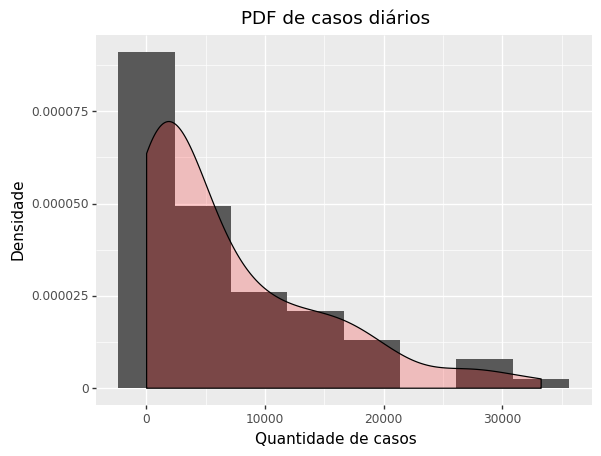 PDF de casos diários
0.000075
0.000050
0.000025
0
Densidade
0 10000 20000 30000
Quantidade de casos